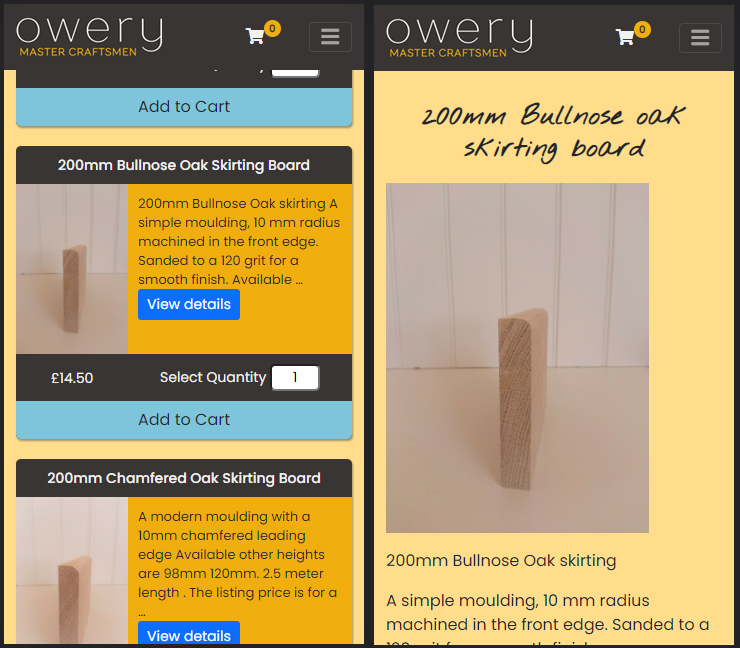 owery
MASTER CRAFTSMEN
0
Add to Cart
200mm Bullnose Oak Skirting Board
200mm Bullnose Oak skirting A
simple moulding, 10 mm radius
machined in the front edge.
Sanded to a 120 grit for a
smooth finish. Available ...
View details
£14.50
Select Quantity 1
Add to Cart
200mm Chamfered Oak Skirting Board
A modern moulding with a
10mm chamfered leading
edge Available other heights
are 98mm 120mm. 2.5 meter
length . The listing price is for a
...
View details
owery
MASTER CRAFTSMEN
0
200mm Bullnose oak
skirting board
200mm Bullnose Oak skirting
A simple moulding, 10 mm radius
machined in the front edge. Sanded to a